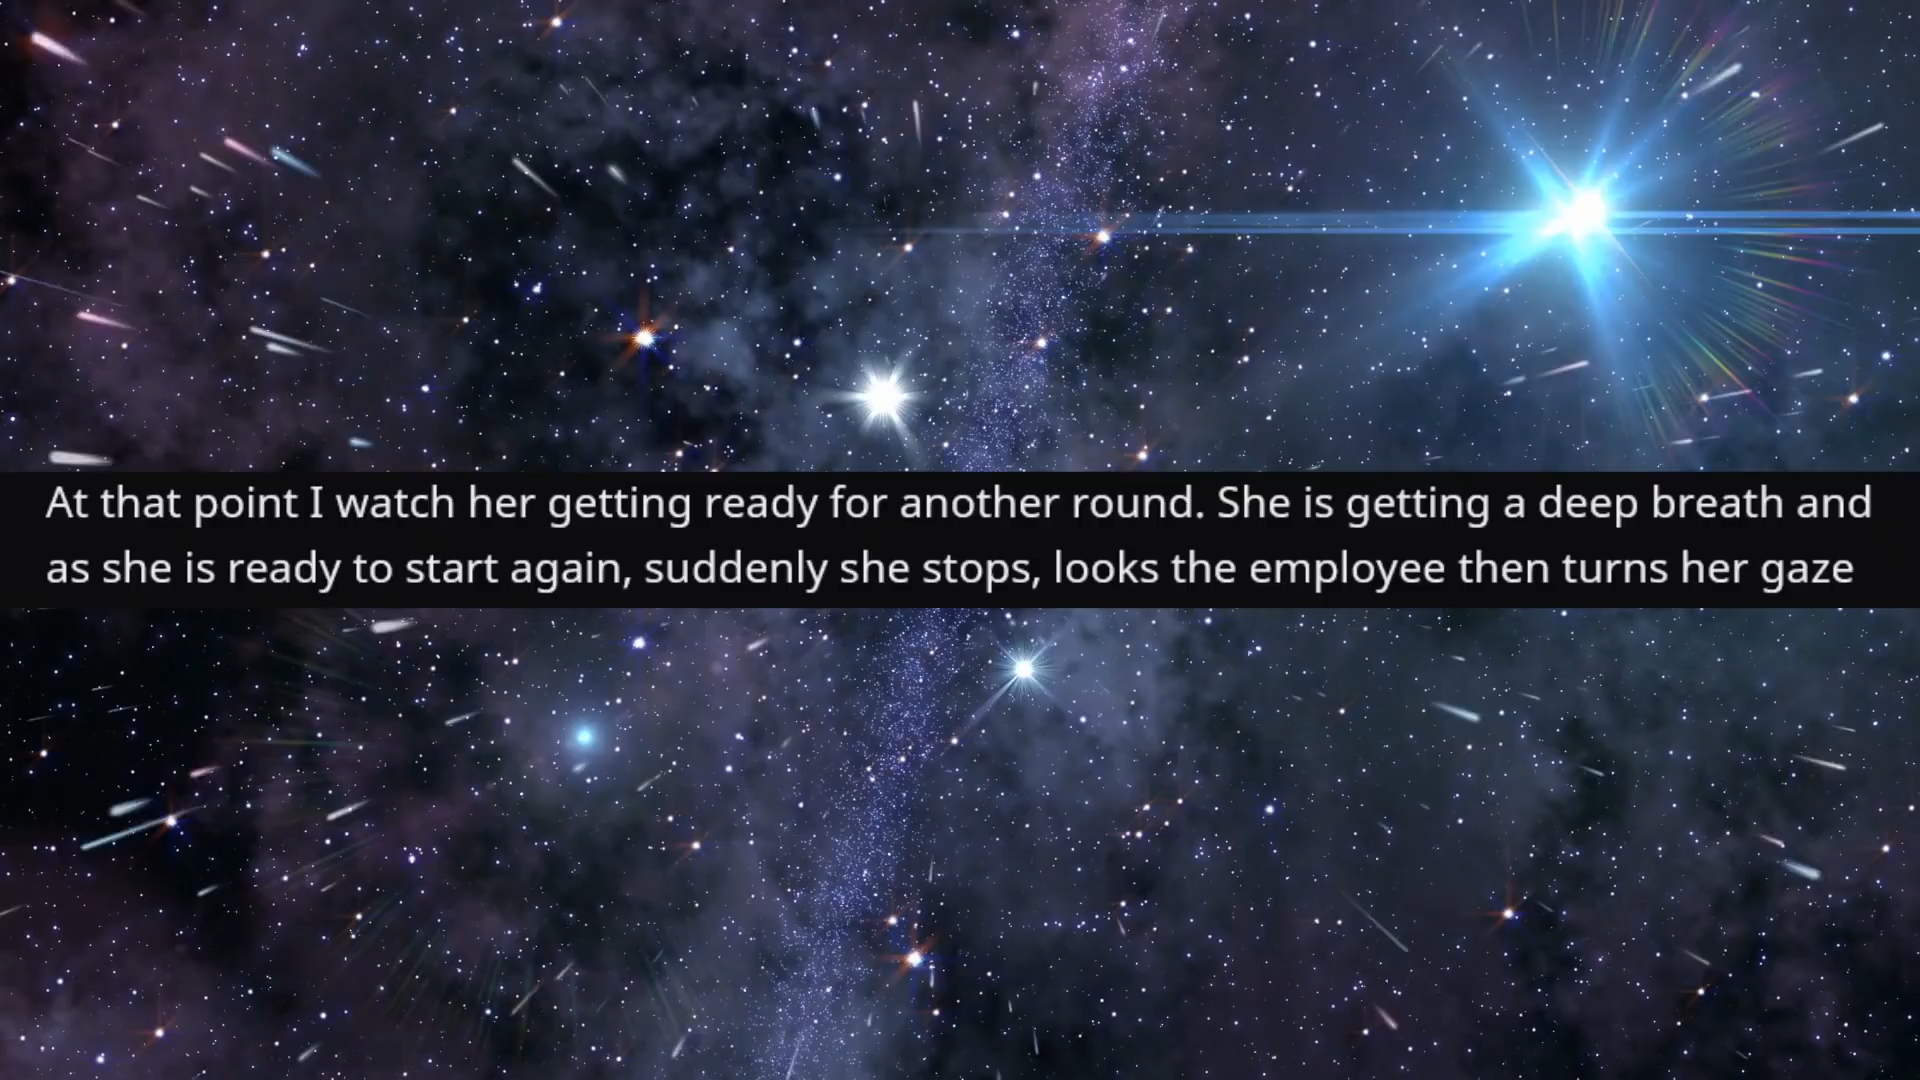 At that point I watch her getting ready for another round. She is getting a deep breath and
as she is ready to start again, suddenly she stops, looks the employee then turns her gaze